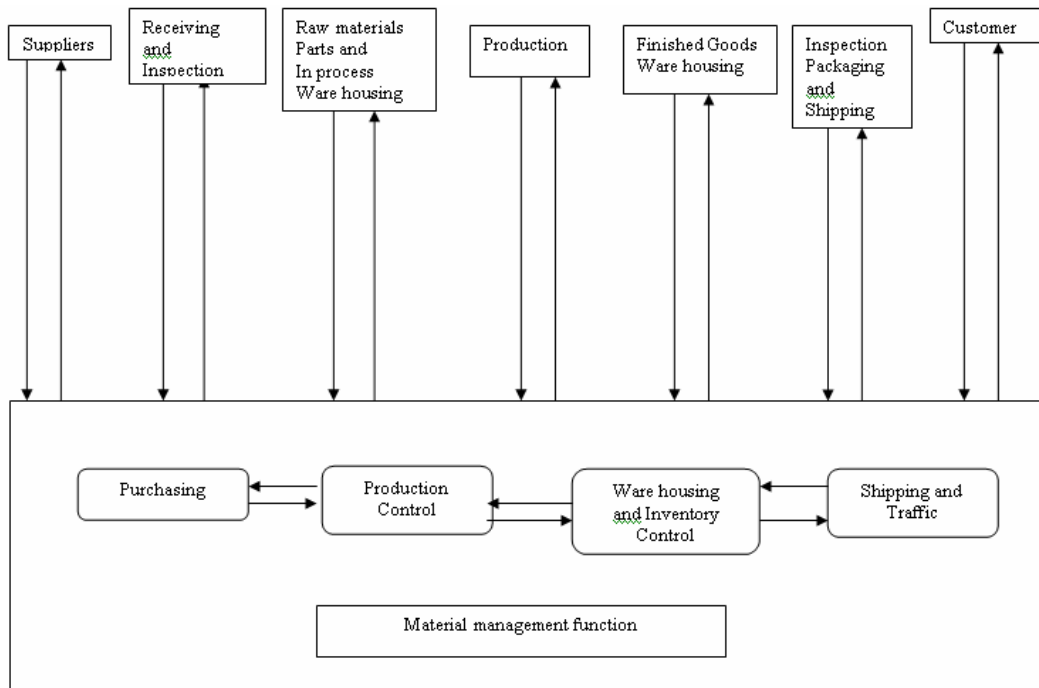 Suppliers
Receiving
and
Inspection
Raw materials
Parts and
In process
Ware housing
Production
Finished Goods
Ware housing
Inspection
Packaging
and
Shipping
Customer
Purchasing
Production
Control
Ware housing
and Inventory
Control
Shipping and
Traffic
Material management function